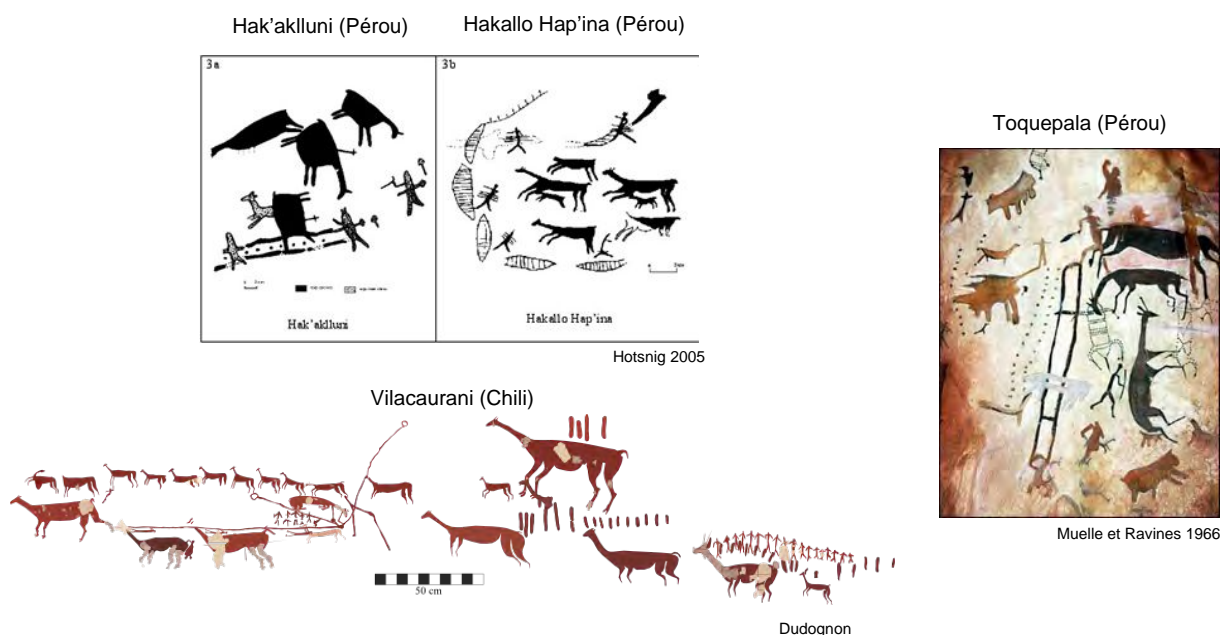 Hak’aklluni (Pérou)
Hakallo Hap’ina (Pérou)
3a
3b
Hak’aklluni
Hakallo Hap’ina
Hotsnig 2005
Toquepala (Pérou)
Muelle et Ravines 1966
Vilacaurani (Chili)
50 cm
Dudognon